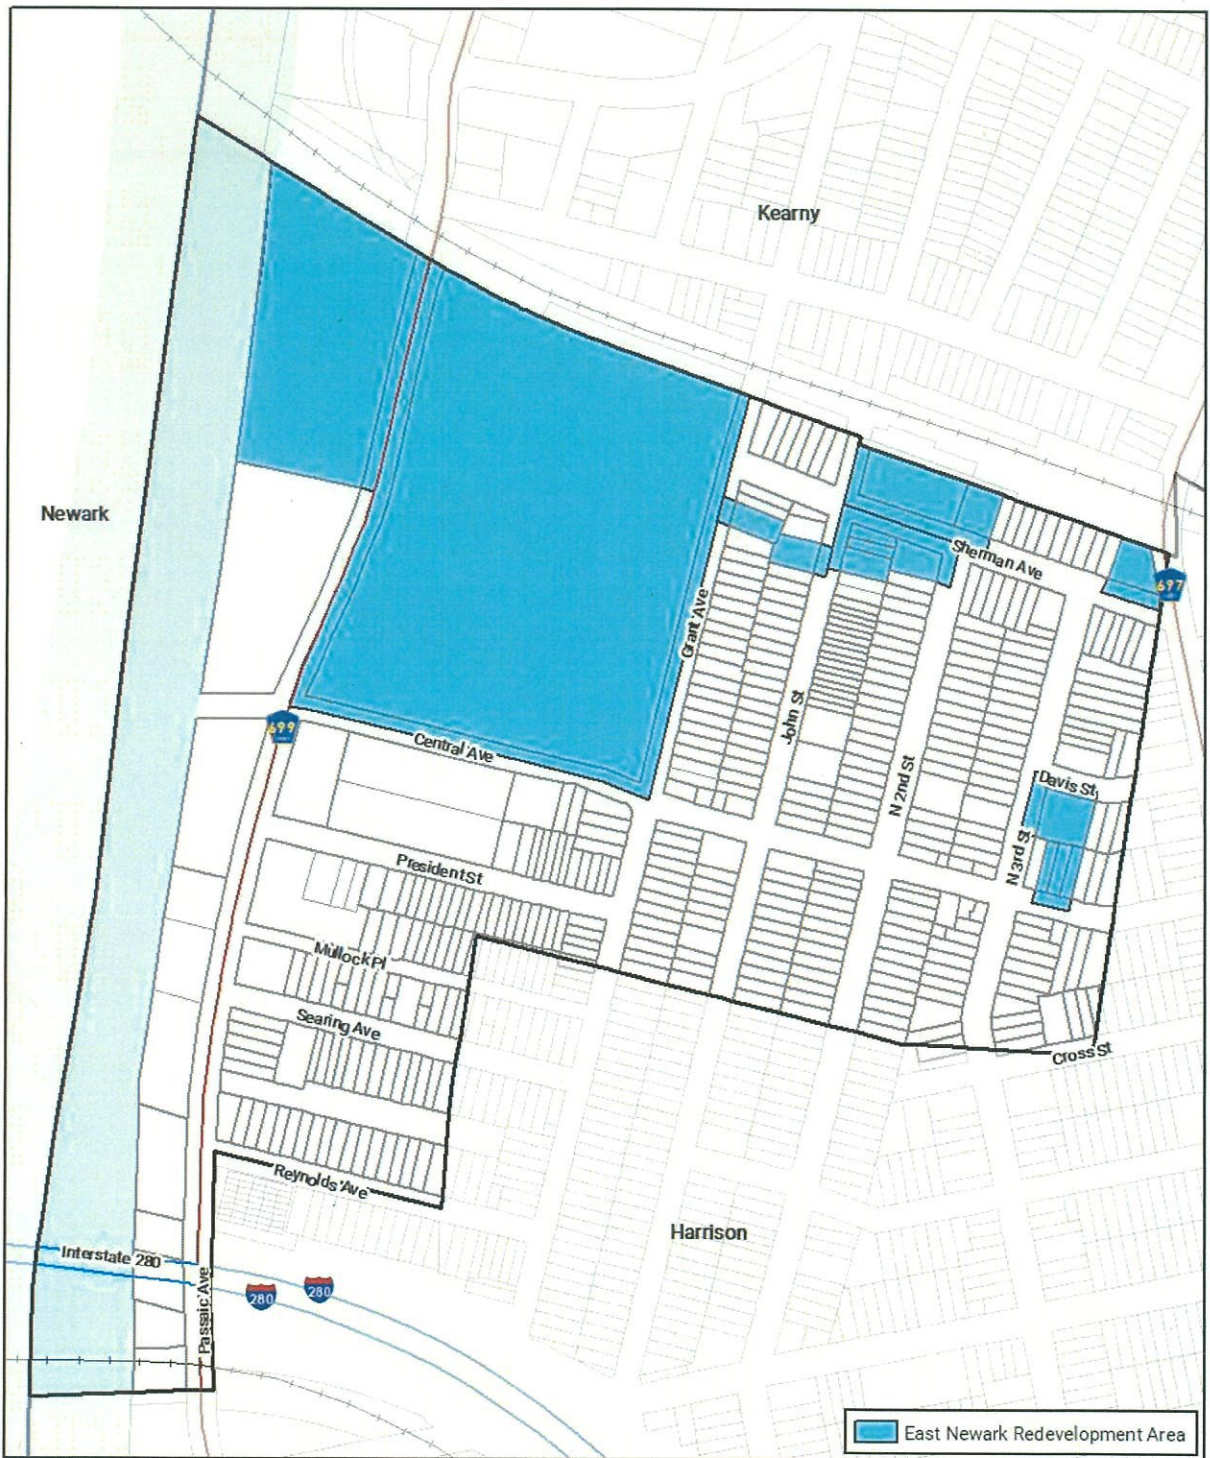 Kearny
Newark
Sherman Ave
697
Grant Ave
John St
699
Central Ave
N 2nd St
Davis St
N 3rd St
President St
Mullock Pl
Searing Ave
Cross St
Reynolds Ave
Harrison
Interstate 280
280
280
Passaic Ave
East Newark Redevelopment Area